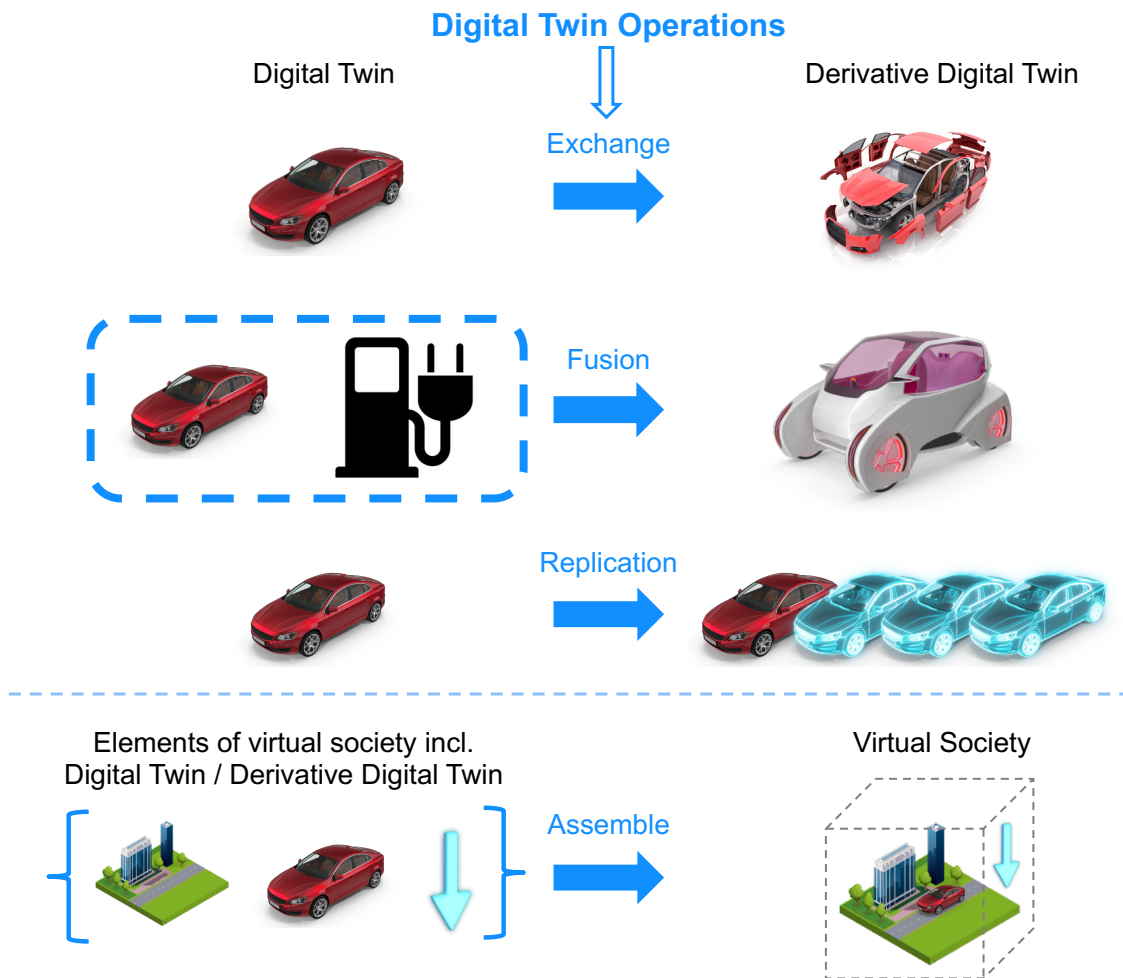 Digital Twin Operations
Digital Twin
Derivative Digital Twin
Exchange
Fusion
Replication
Elements of virtual society incl.
Digital Twin / Derivative Digital Twin
Virtual Society
Assemble